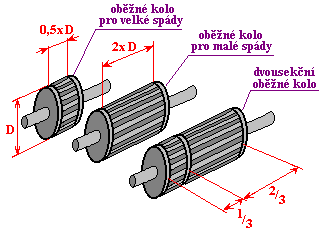 oběžné kolo
pro velké spády
0,5xD
oběžné kolo
pro malé spády
2xD
dvousekční
oběžné kolo
D
1/3
2/3